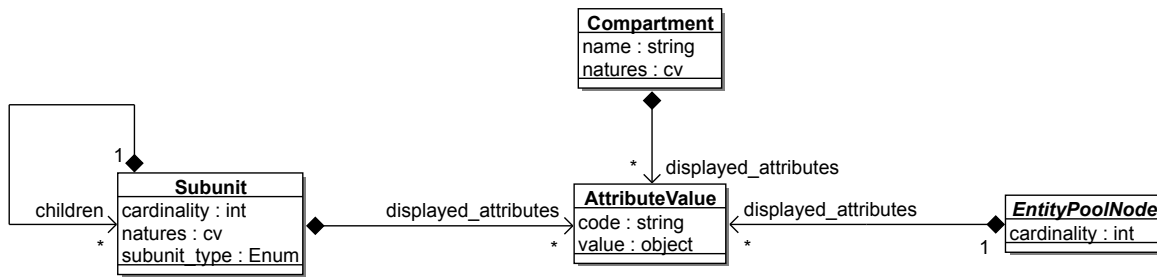 Compartment
name : string
natures : cv
1
* displayed_attributes
Subunit
cardinality : int
natures : cv
subunit_type : Enum
children
*
displayed_attributes
*
AttributeValue
code : string
value : object
displayed_attributes
*
1
EntityPoolNode
cardinality : int